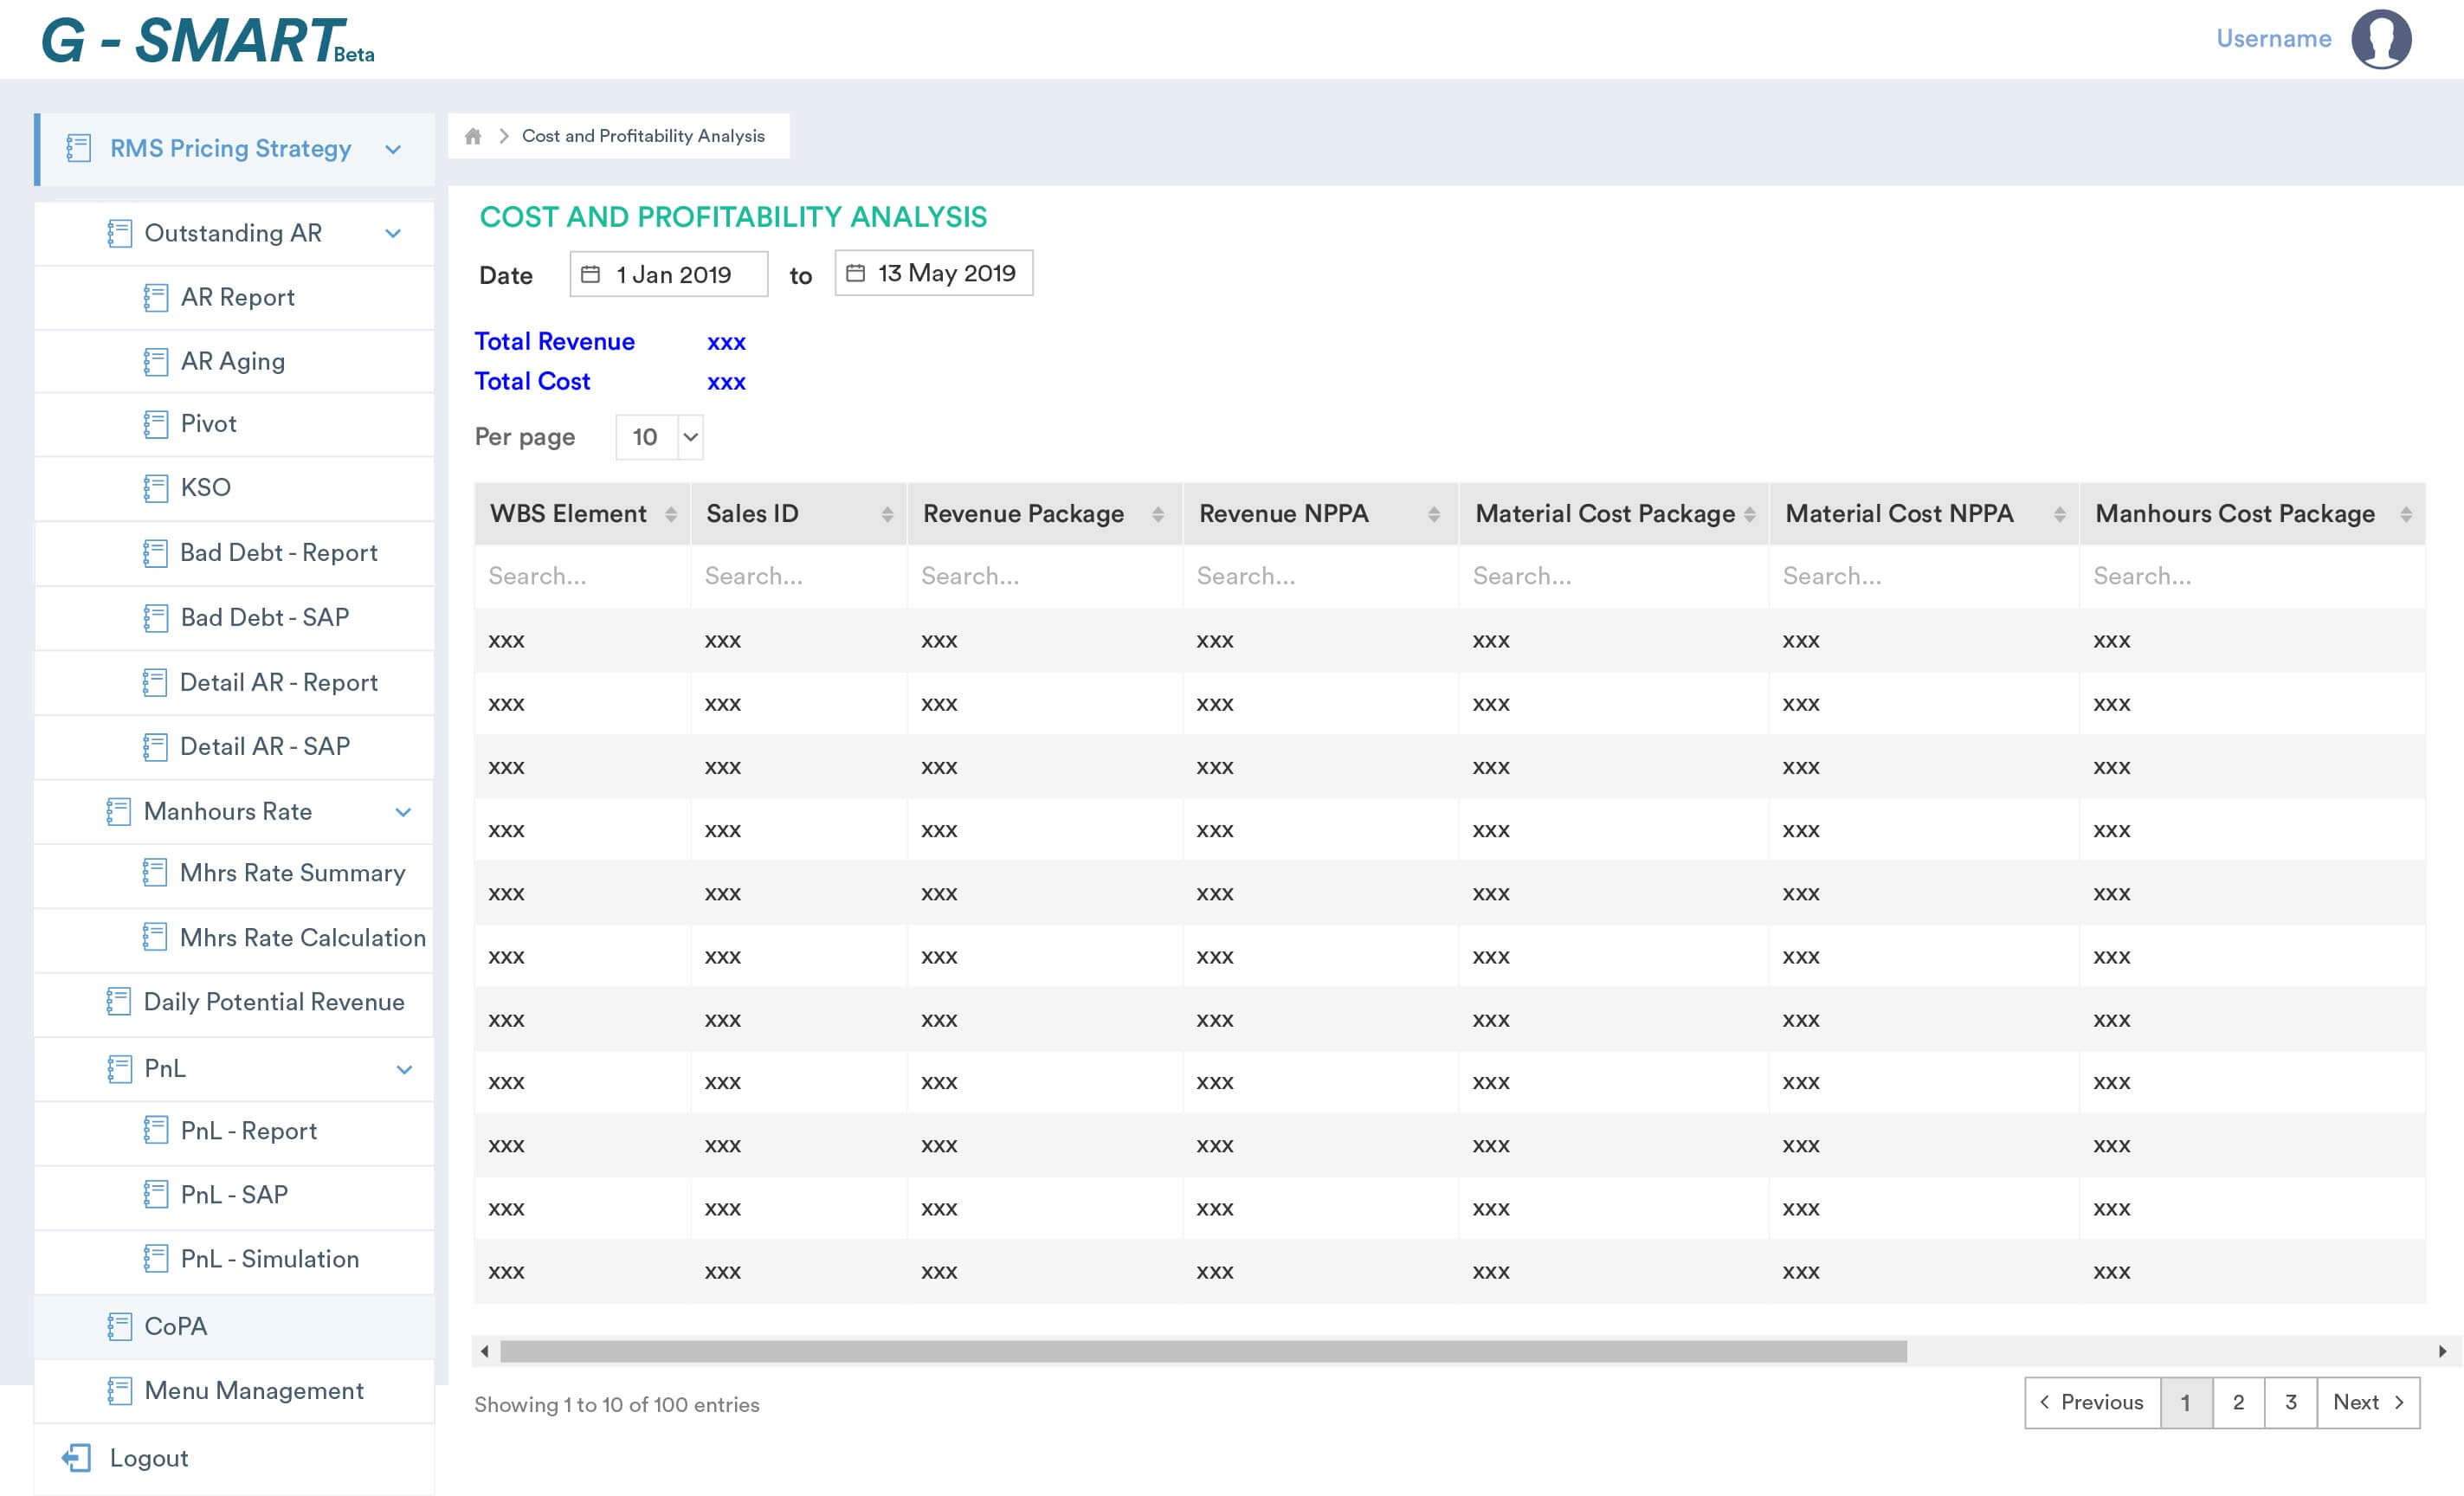 G - SMART Beta
Username
RMS Pricing Strategy
Outstanding AR
AR Report
AR Aging
Pivot
KSO
Bad Debt - Report
Bad Debt - SAP
Detail AR - Report
Detail AR - SAP
Manhours Rate
Mhrs Rate Summary
Mhrs Rate Calculation
Daily Potential Revenue
PnL
PnL - Report
PnL - SAP
PnL - Simulation
CoPA
Menu Management
Logout
Cost and Profitability Analysis
COST AND PROFITABILITY ANALYSIS
Date 1 Jan 2019 to 13 May 2019
Total Revenue xxx
Total Cost xxx
Per page 10
WBS Element Sales ID Revenue Package Revenue NPPA Material Cost Package Material Cost NPPA Manhours Cost Package
Search... Search... Search... Search... Search... Search... Search...
xxx xxx xxx xxx xxx xxx xxx
xxx xxx xxx xxx xxx xxx xxx
xxx xxx xxx xxx xxx xxx xxx
xxx xxx xxx xxx xxx xxx xxx
xxx xxx xxx xxx xxx xxx xxx
xxx xxx xxx xxx xxx xxx xxx
xxx xxx xxx xxx xxx xxx xxx
xxx xxx xxx xxx xxx xxx xxx
xxx xxx xxx xxx xxx xxx xxx
xxx xxx xxx xxx xxx xxx xxx
xxx xxx xxx xxx xxx xxx xxx
Showing 1 to 10 of 100 entries
Previous 1 2 3 Next